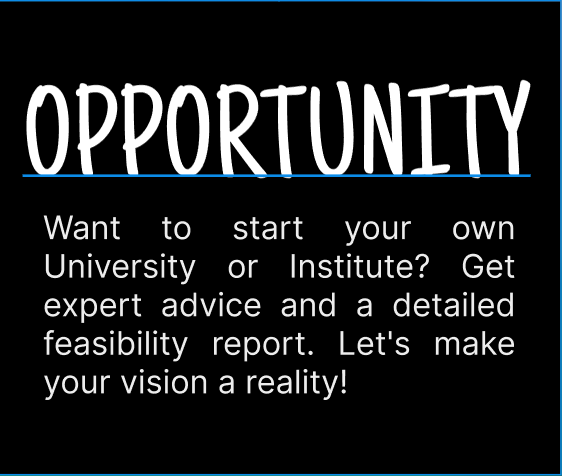 OPPORTUNITY
Want to start your own
University or Institute? Get
expert advice and a detailed
feasibility report. Let's make
your vision a reality!